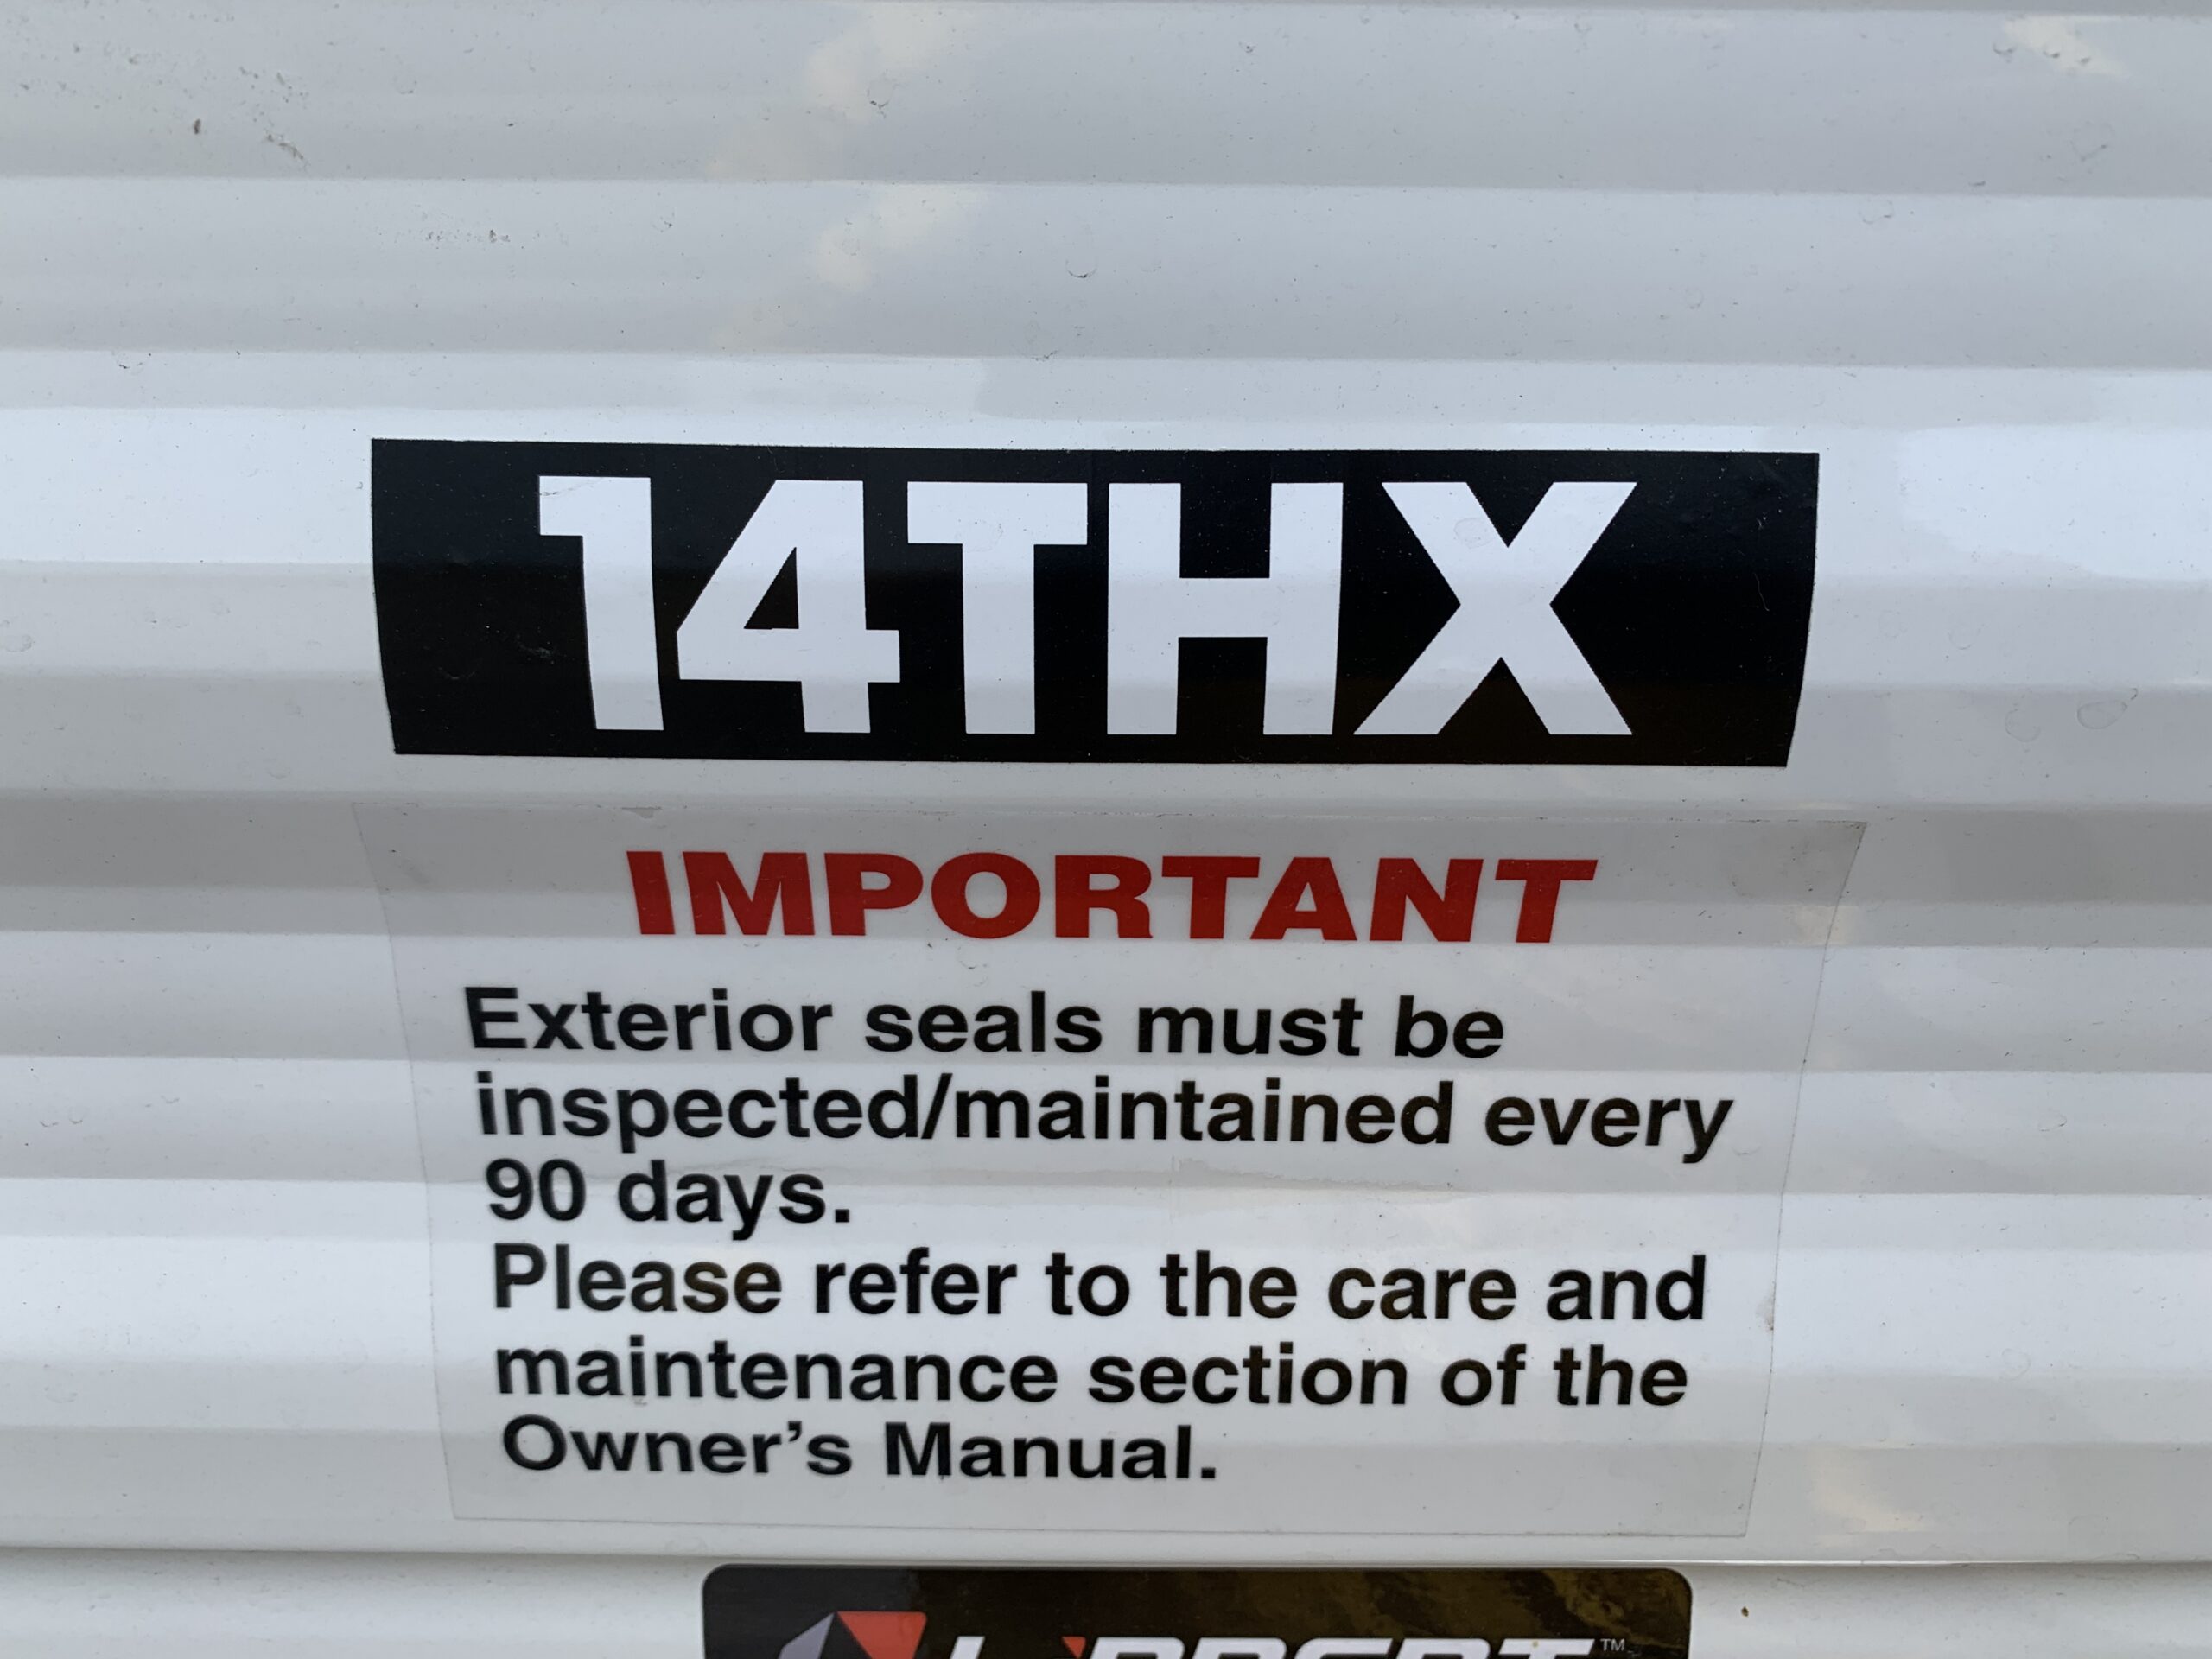 14THX
IMPORTANT
Exterior seals must be
inspected/maintained every
90 days.
Please refer to the care and
maintenance section of the
Owner's Manual.
LIPPERT™